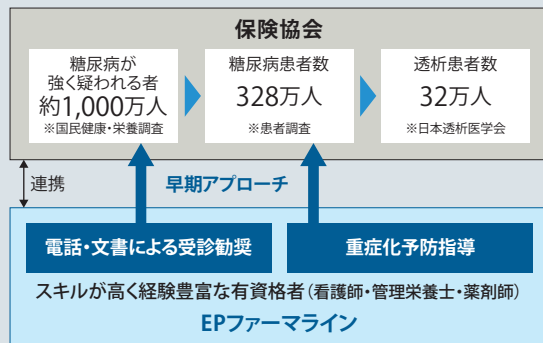 保険協会
糖尿病が
強く疑われる者
約1,000万人
※国民健康・栄養調査
糖尿病患者数
328万人
※患者調査
透析患者数
32万人
※日本透析医学会
連携
早期アプローチ
電話・文書による受診勧奨
重症化予防指導
スキルが高く経験豊富な有資格者(看護師・管理栄養士・薬剤師)
EPファーマライン